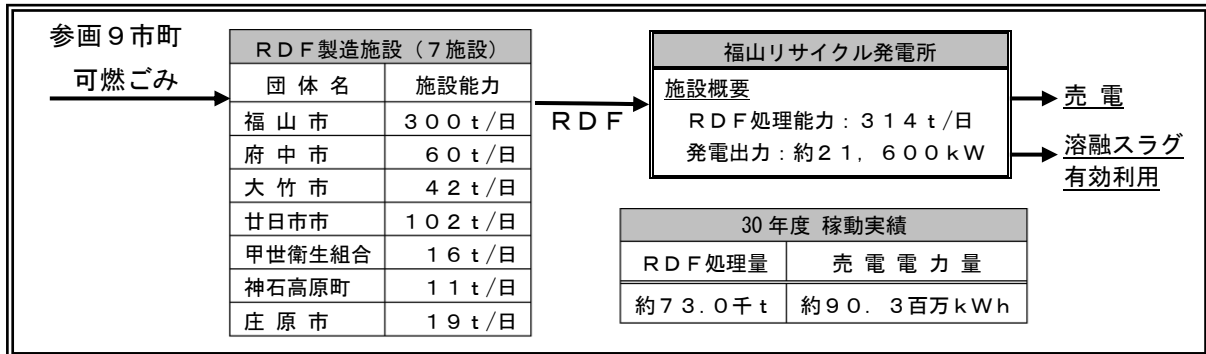 参画９市町
可燃ごみ
ＲＤＦ製造施設（７施設）
団 体 名 施設能力
福 山 市 ３００ｔ/日
府 中 市 ６０ｔ/日
大 竹 市 ４２ｔ/日
廿日市市 １０２ｔ/日
甲世衛生組合 １６ｔ/日
神石高原町 １１ｔ/日
庄 原 市 １９ｔ/日
ＲＤＦ
福山リサイクル発電所
施設概要
ＲＤＦ処理能力：３１４ｔ/日
発電出力：約２１，６００ｋＷ
売 電
溶融スラグ
有効利用
30 年度 稼動実績
ＲＤＦ処理量 売 電 電 力 量
約７３.０千ｔ 約９０．３百万ｋＷｈ